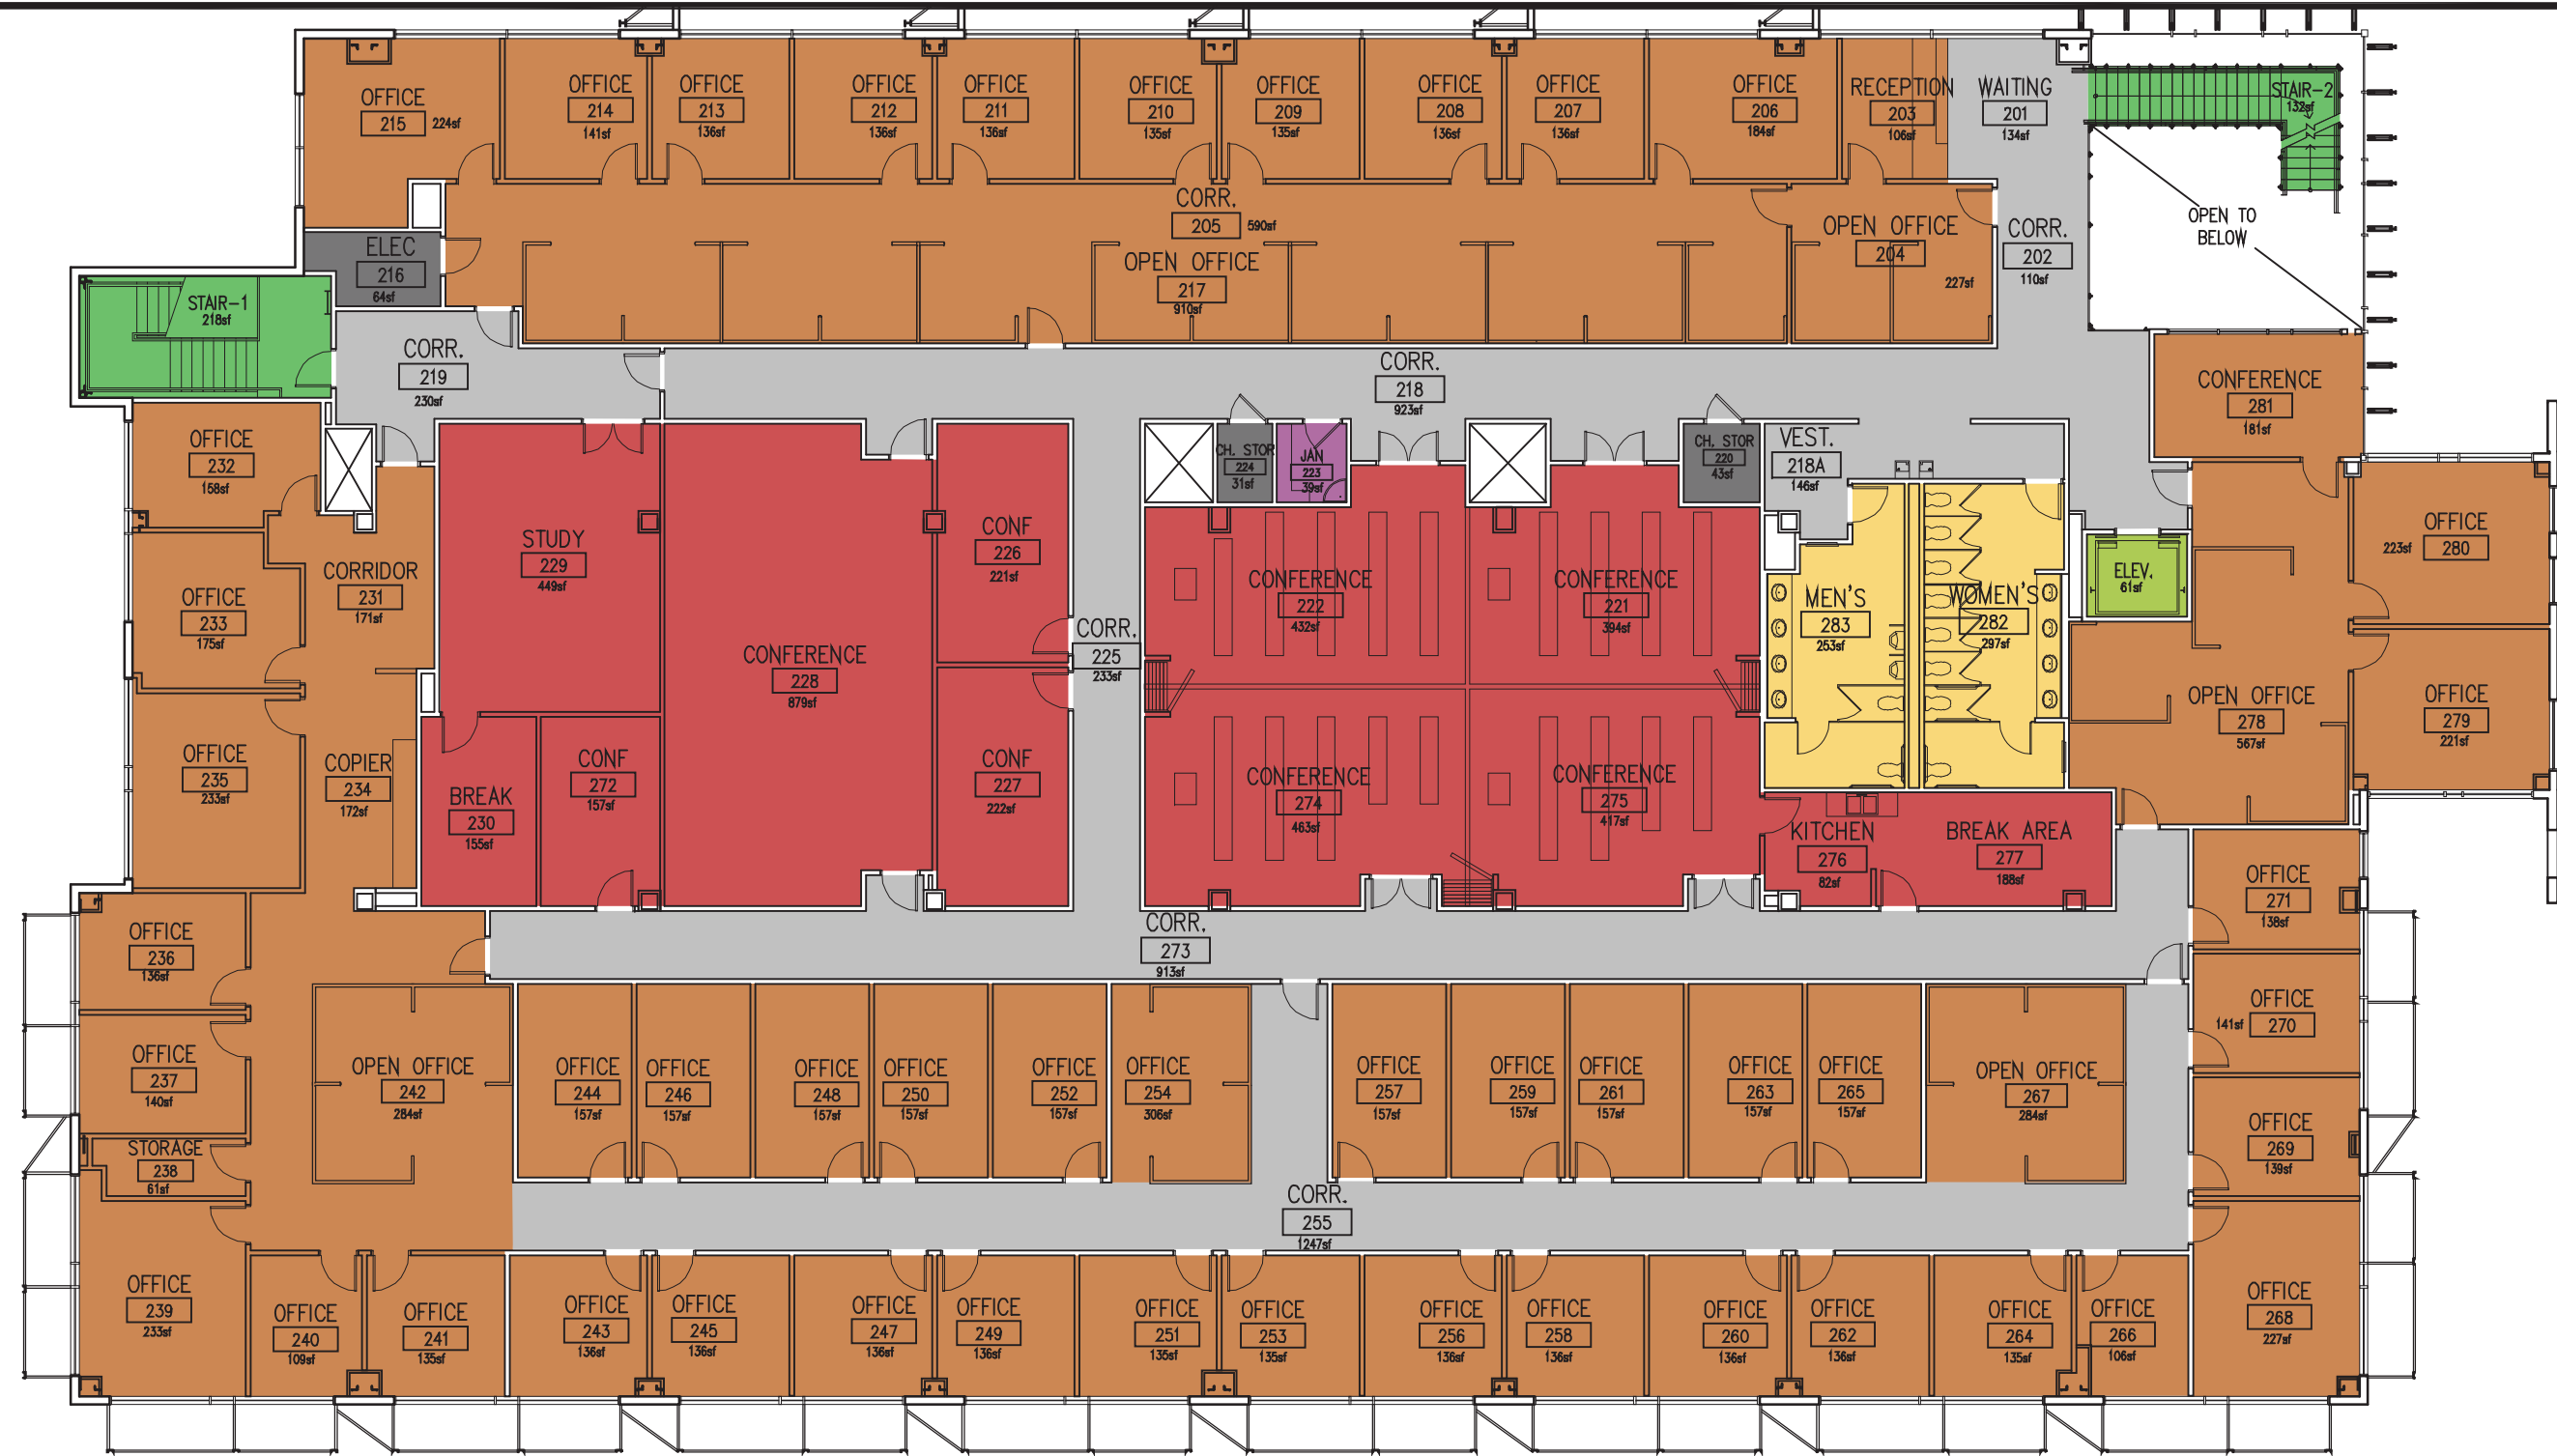 OFFICE
215
224sf
OFFICE
214
141sf
OFFICE
213
136sf
OFFICE
212
136sf
OFFICE
211
136sf
OFFICE
210
135sf
OFFICE
209
135sf
OFFICE
208
136sf
OFFICE
207
136sf
OFFICE
206
184sf
RECEPTION
203
106sf
WAITING
201
134sf
STAIR-2
132sf
CORR.
205
590sf
OPEN OFFICE
204
227sf
CORR.
202
110sf
OPEN TO
BELOW
ELEC
216
64sf
OPEN OFFICE
217
910sf
STAIR-1
218sf
CORR.
219
230sf
CORR.
218
923sf
CONFERENCE
281
181sf
OFFICE
232
158sf
CH. STOR
224
31sf
JAN
223
39sf
CH. STOR
220
43sf
VEST.
218A
146sf
STUDY
229
449sf
CONF
226
221sf
OFFICE
280
223sf
OFFICE
233
175sf
CORRIDOR
231
171sf
CONFERENCE
222
432sf
CONFERENCE
221
394sf
MEN'S
283
253sf
WOMEN'S
282
297sf
ELEV.
61sf
CONFERENCE
228
879sf
CORR.
225
233sf
OPEN OFFICE
278
567sf
OFFICE
279
221sf
OFFICE
235
233sf
COPIER
234
172sf
BREAK
230
155sf
CONF
272
157sf
CONF
227
222sf
CONFERENCE
274
463sf
CONFERENCE
275
417sf
KITCHEN
276
82sf
BREAK AREA
277
188sf
OFFICE
271
138sf
OFFICE
236
136sf
CORR.
273
913sf
OFFICE
270
141sf
OFFICE
237
140sf
OPEN OFFICE
242
284sf
OFFICE
244
157sf
OFFICE
246
157sf
OFFICE
248
157sf
OFFICE
250
157sf
OFFICE
252
157sf
OFFICE
254
306sf
OFFICE
257
157sf
OFFICE
259
157sf
OFFICE
261
157sf
OFFICE
263
157sf
OFFICE
265
157sf
OPEN OFFICE
267
284sf
OFFICE
269
139sf
STORAGE
238
61sf
CORR.
255
1247sf
OFFICE
239
233sf
OFFICE
240
109sf
OFFICE
241
135sf
OFFICE
243
136sf
OFFICE
245
136sf
OFFICE
247
136sf
OFFICE
249
136sf
OFFICE
251
135sf
OFFICE
253
135sf
OFFICE
256
136sf
OFFICE
258
136sf
OFFICE
260
136sf
OFFICE
262
136sf
OFFICE
264
135sf
OFFICE
266
106sf
OFFICE
268
227sf